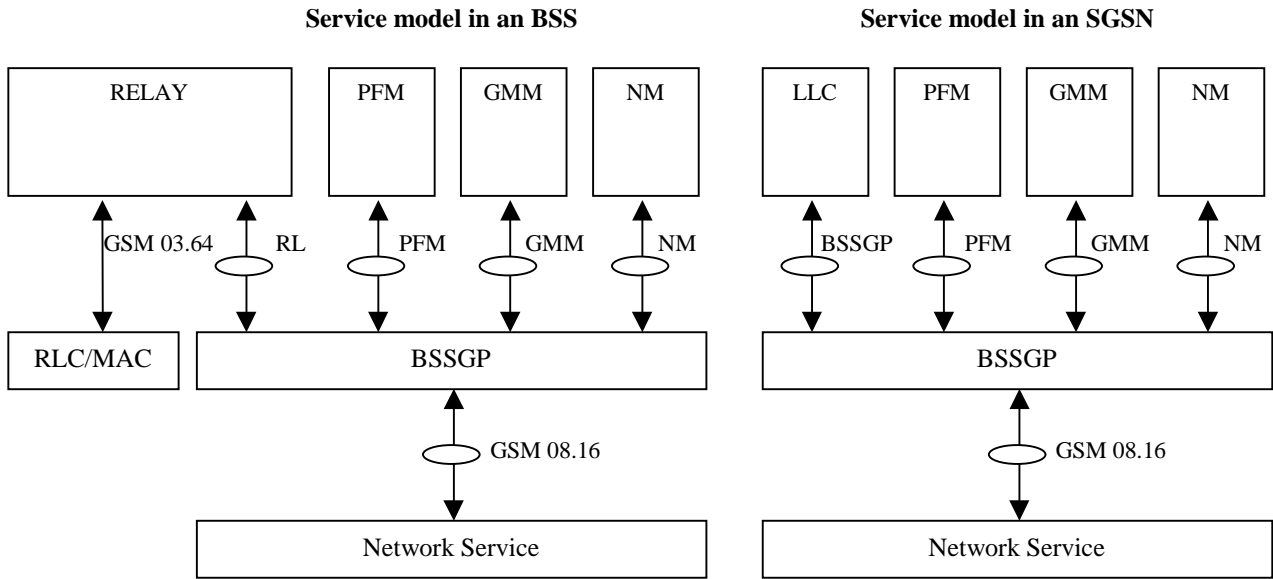 Service model in an BSS
Service model in an SGSN
RELAY
PFM
GMM
NM
LLC
PFM
GMM
NM
GSM 03.64
RL
PFM
GMM
NM
BSSGP
PFM
GMM
NM
RLC/MAC
BSSGP
BSSGP
GSM 08.16
GSM 08.16
Network Service
Network Service